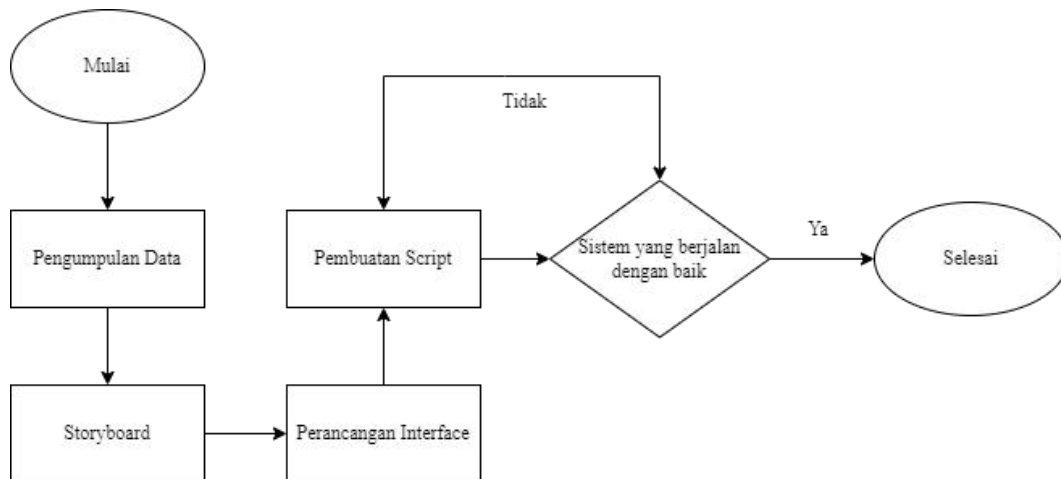 Mulai
Pengumpulan Data
Storyboard
Perancangan Interface
Pembuatan Script
Tidak
Sistem yang berjalan
dengan baik
Ya
Selesai